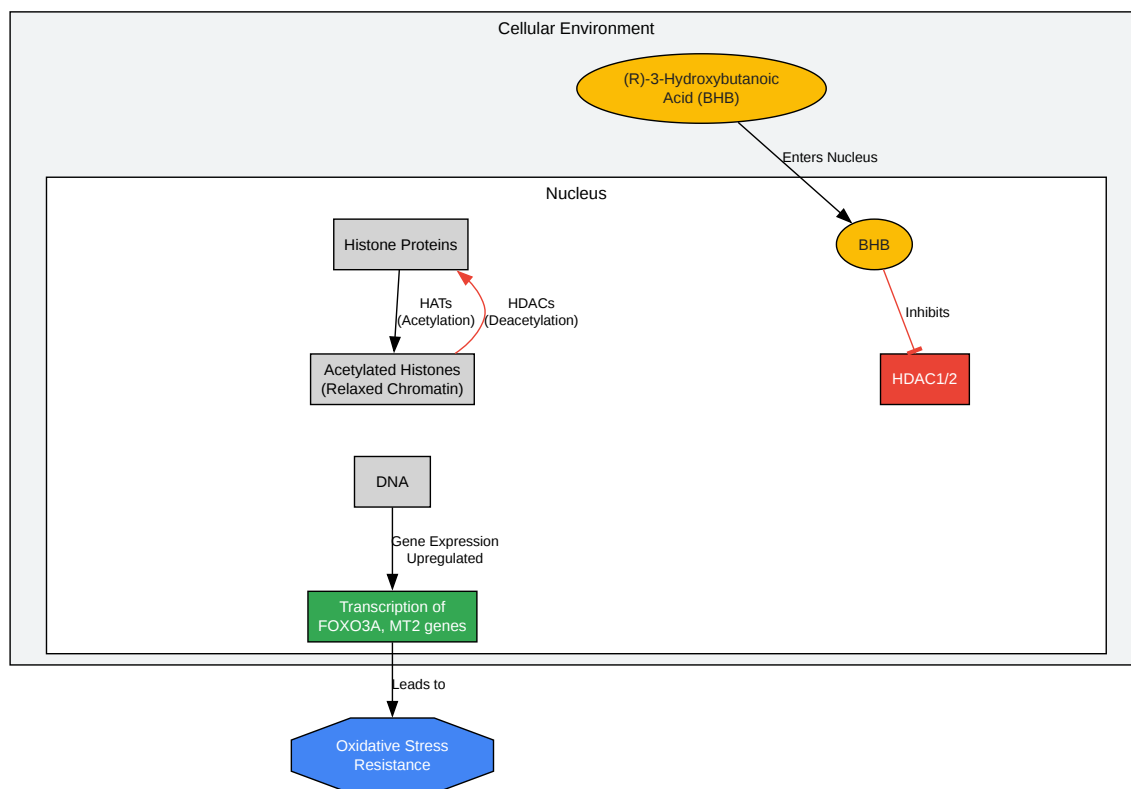 Cellular Environment
(R)-3-Hydroxybutanoic
Acid (BHB)
Enters Nucleus
Nucleus
Histone Proteins
BHB
HATs
(Acetylation)
HDACs
(Deacetylation)
Inhibits
Acetylated Histones
(Relaxed Chromatin)
HDAC1/2
DNA
Gene Expression
Upregulated
Transcription of
FOXO3A, MT2 genes
Leads to
Oxidative Stress
Resistance